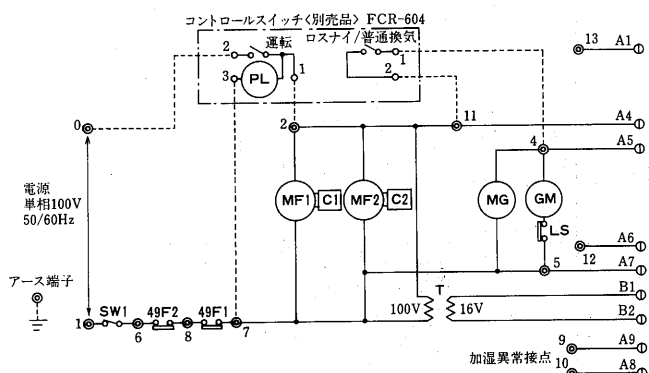 コントロールスイッチ〈別売品〉FCR-604
運転 ロスナイ/普通換気
2 1 1
3 PL 2
13 A1
0 2 11 A4
4 A5
電源
単相100V
50/60Hz
MF1 C1 MF2 C2 MG GM
LS
12 A6
5 A7
アース端子
T B1
100V 16V
SW1 49F2 49F1 B2
1 6 8 7
9 A9
加湿異常接点
10 A8